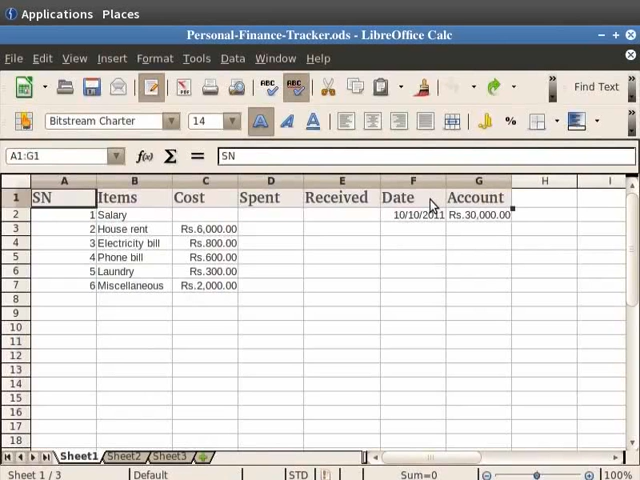 Applications Places
Personal-Finance-Tracker.ods - LibreOffice Calc
File Edit View Insert Format Tools Data Window Help
ABC ABC Find Text
Bitstream Charter 14 A A A %
A1:G1 f(x) Σ = SN
A B C D E F G H I
1 SN Items Cost Spent Received Date Account
2 1 Salary 10/10/2011 Rs.30,000.00
3 2 House rent Rs.6,000.00
4 3 Electricity bill Rs.800.00
5 4 Phone bill Rs.600.00
6 5 Laundry Rs.300.00
7 6 Miscellaneous Rs.2,000.00
8
9
10
11
12
13
14
15
16
17
18
Sheet1 Sheet2 Sheet3
Sheet 1 / 3 Default STD Sum=0 100%